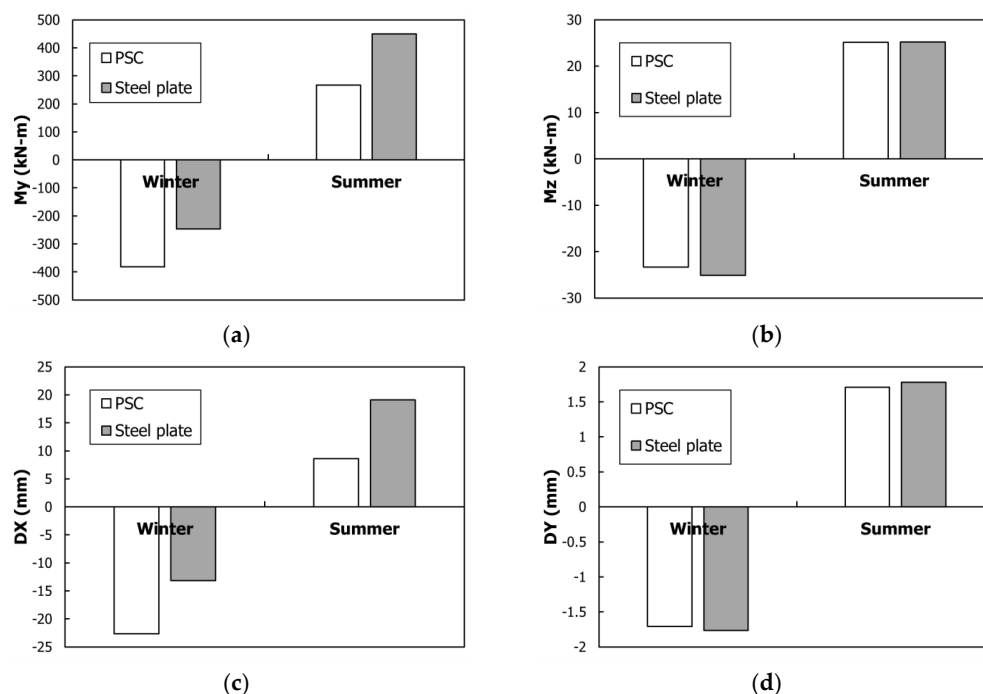 500
400
300
200
100
0
-100
-200
-300
-400
-500
My (kN-m)
PSC
Steel plate
Winter
Summer
(a)
30
20
10
0
-10
-20
-30
Mz (kN-m)
PSC
Steel plate
Winter
Summer
(b)
25
20
15
10
5
0
-5
-10
-15
-20
-25
DX (mm)
PSC
Steel plate
Winter
Summer
(c)
2
1.5
1
0.5
0
-0.5
-1
-1.5
-2
DY (mm)
PSC
Steel plate
Winter
Summer
(d)